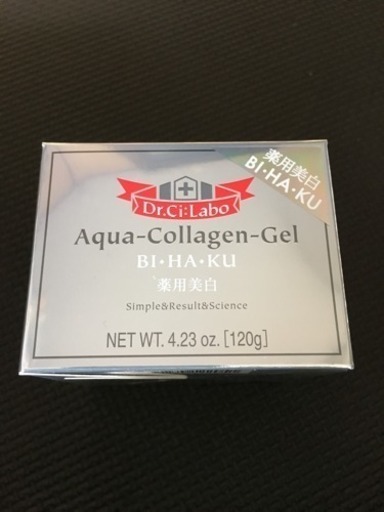 薬用美白
BI・HA・KU
Dr.Ci:Labo
Aqua-Collagen-Gel
BI・HA・KU
薬用美白
Simple&Result&Science
NET WT. 4.23 oz. [120g]